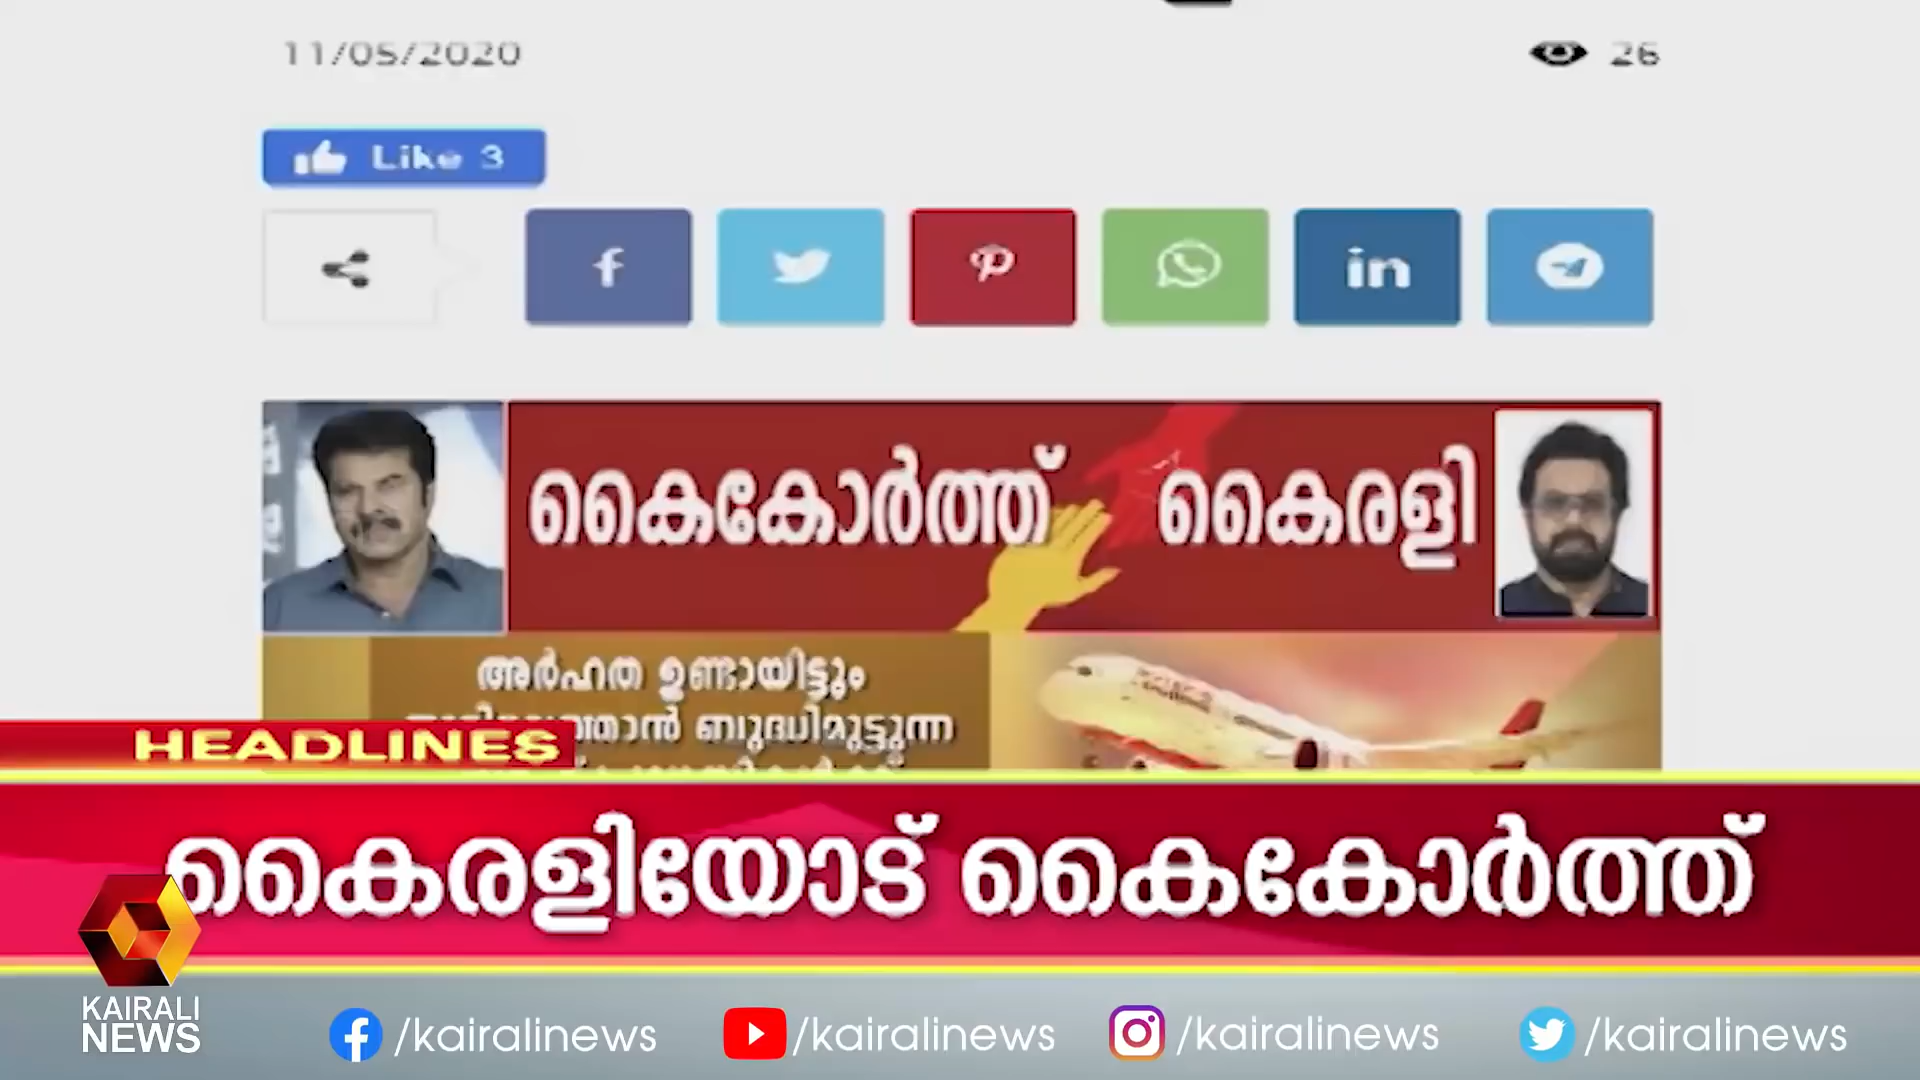 11/05/2020
26
Like 3
കൈകോർത്ത് കൈരളി
അർഹത ഉണ്ടായിട്ടും
ബുദ്ധിമുട്ടുന്ന
HEADLINES
കൈരളിയോട് കൈകോർത്ത്
KAIRALI
NEWS
/kairalinews
/kairalinews
/kairalinews
/kairalinews